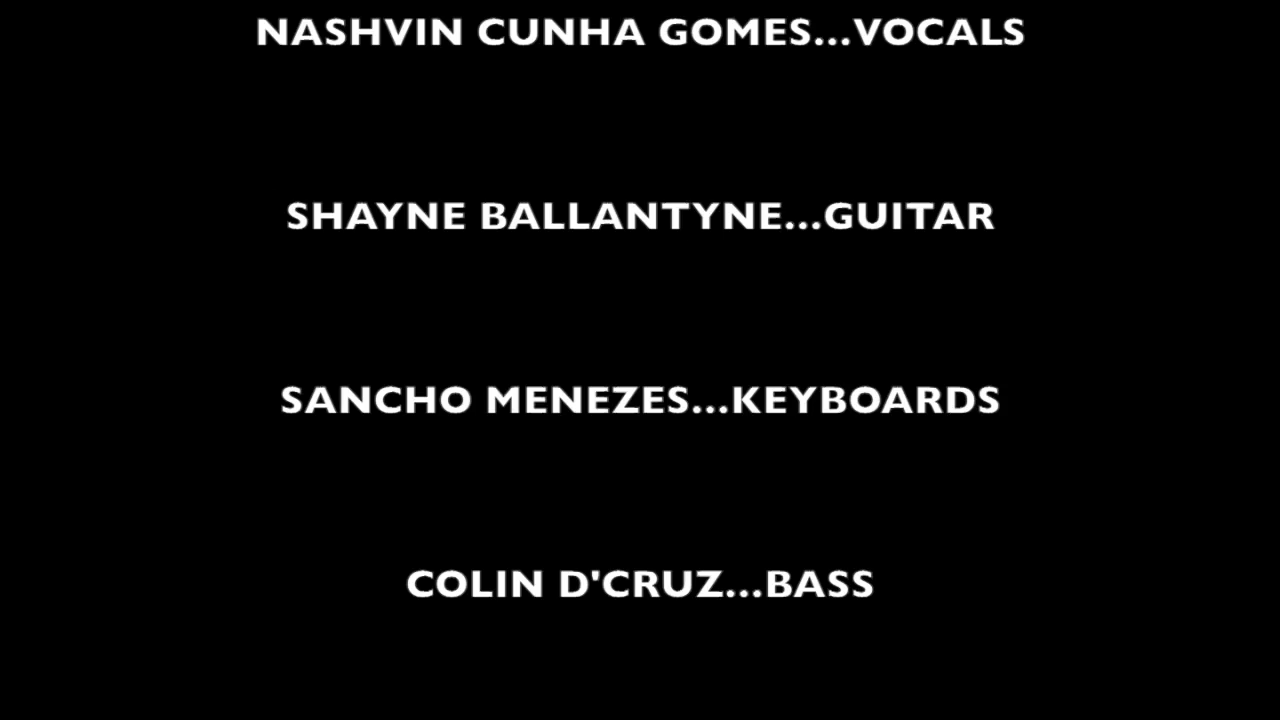 NASHVIN CUNHA GOMES...VOCALS
SHAYNE BALLANTYNE...GUITAR
SANCHO MENEZES...KEYBOARDS
COLIN D'CRUZ...BASS